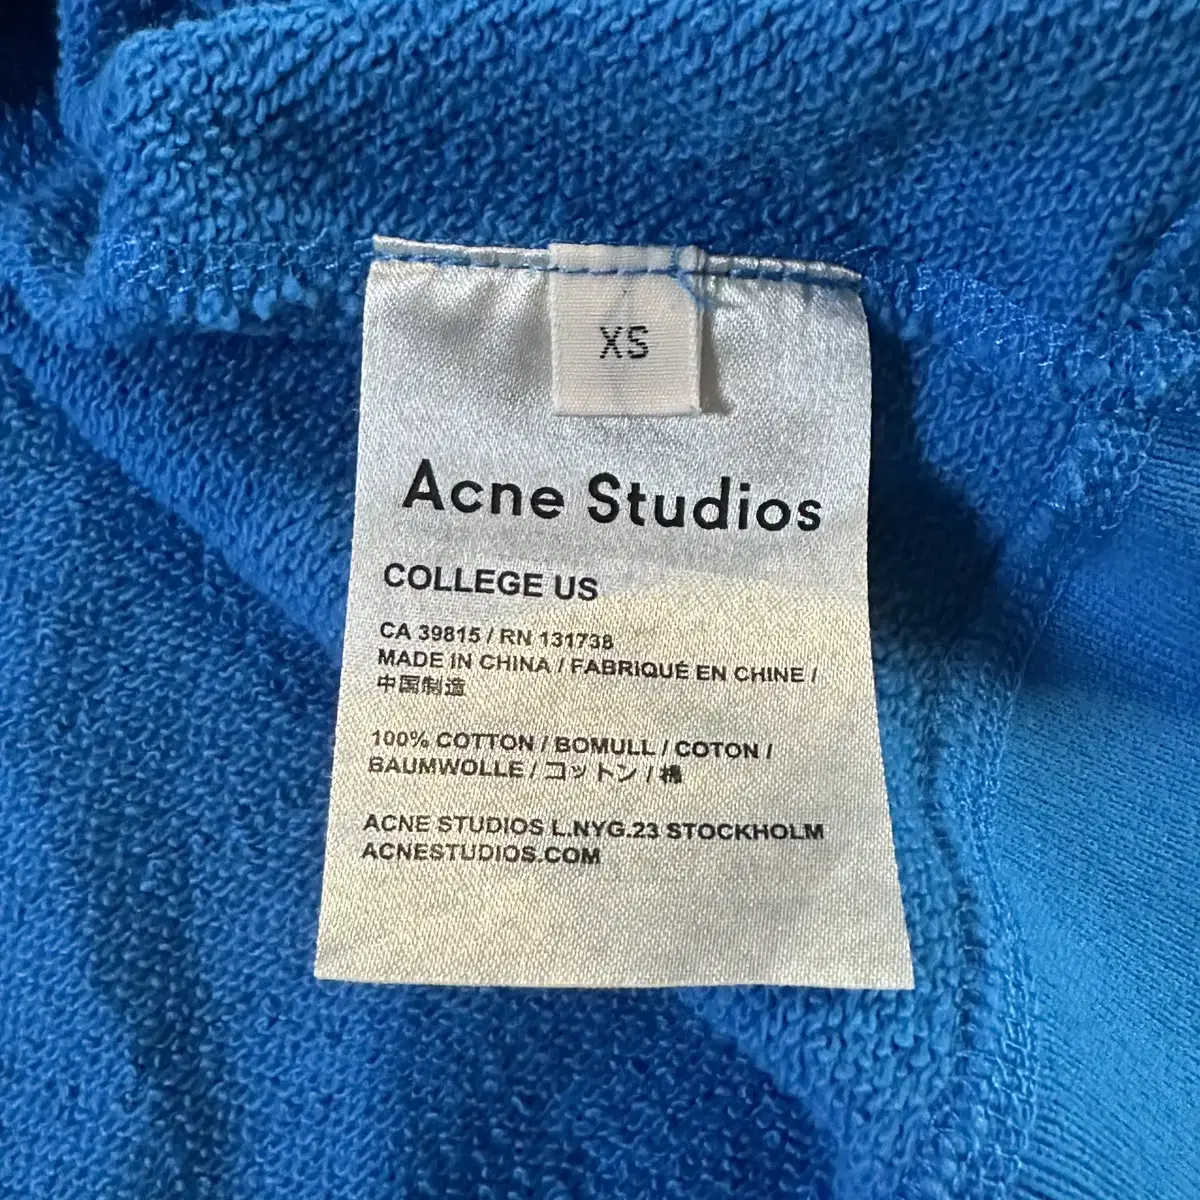 XS
Acne Studios
COLLEGE US
CA 39815 / RN 131738
MADE IN CHINA / FABRIQUÉ EN CHINE /
中国制造
100% COTTON / BOMULL / COTON /
BAUMWOLLE / コットン / 棉
ACNE STUDIOS L.NYG.23 STOCKHOLM
ACNESTUDIOS.COM